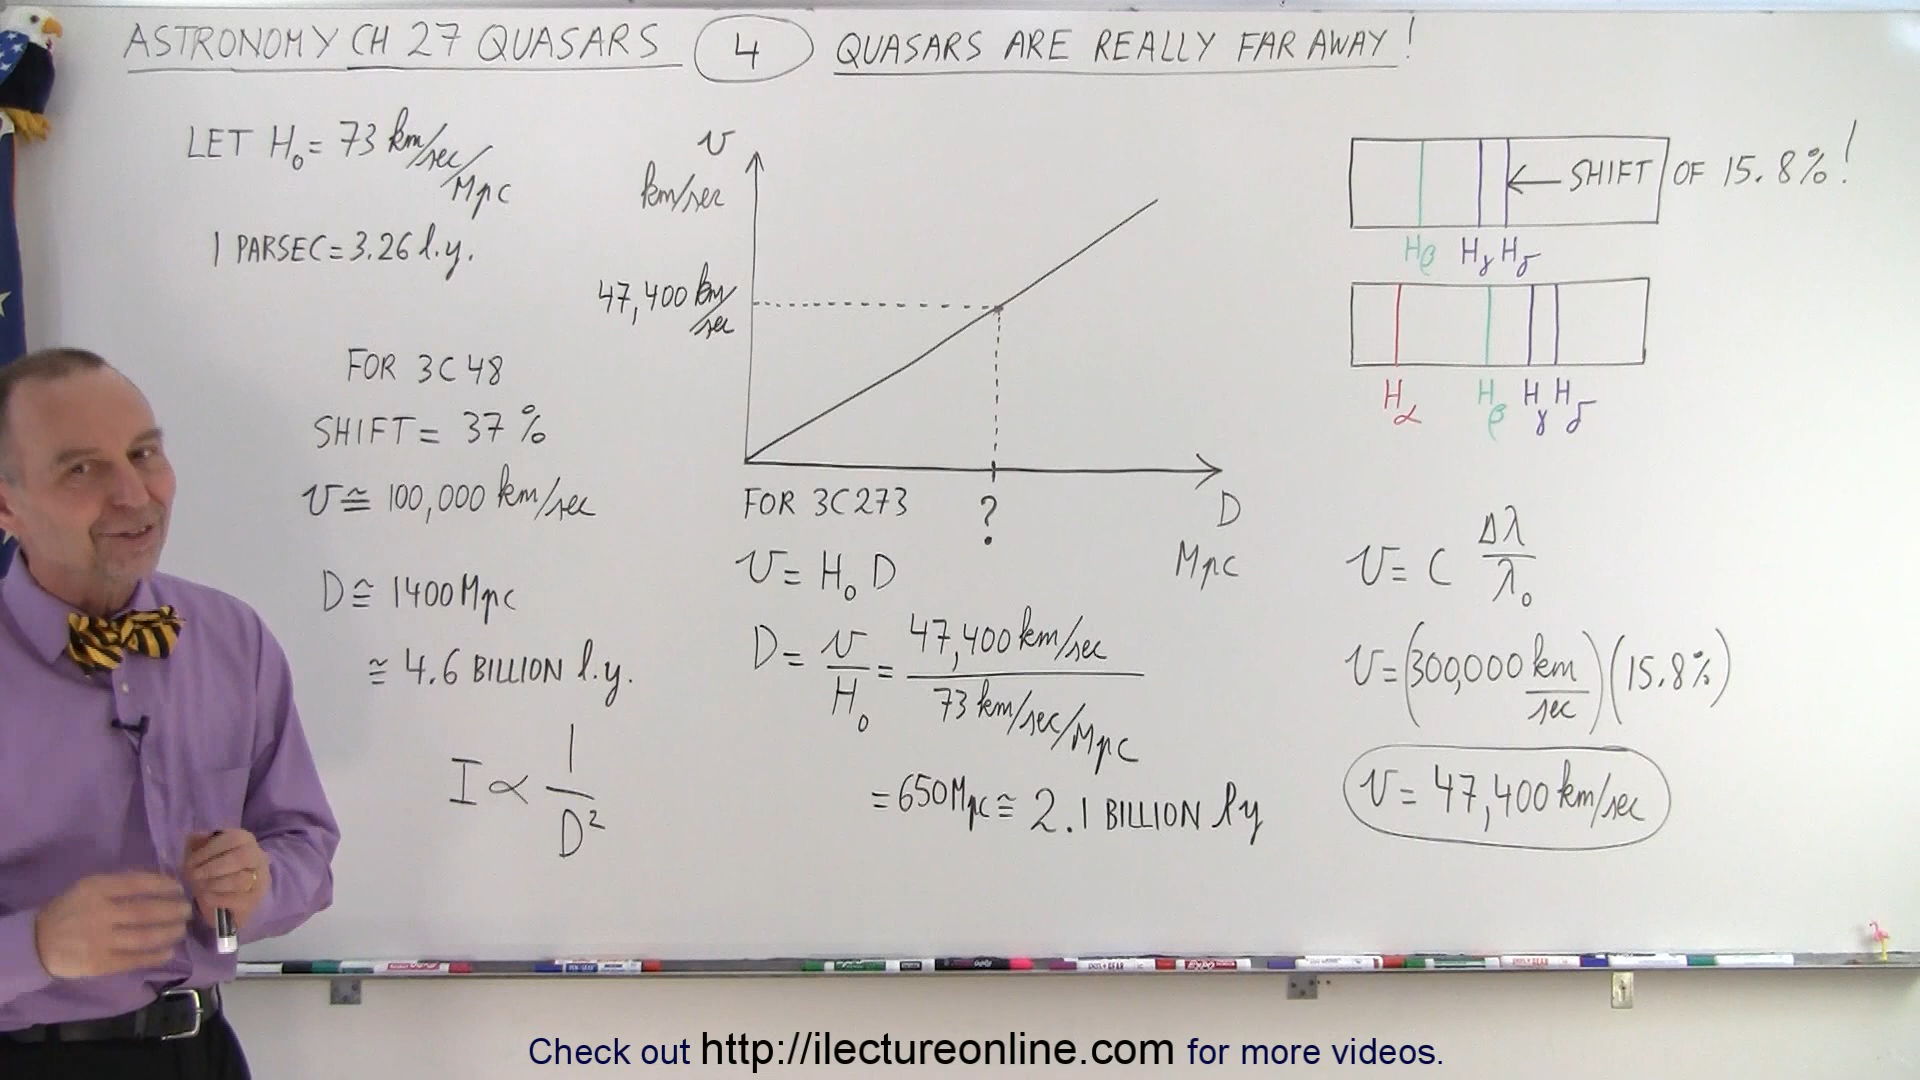 ASTRONOMY CH 27 QUASARS 4 QUASARS ARE REALLY FAR AWAY!
LET H₀ = 73 km/sec/Mpc
1 PARSEC = 3.26 l.y.
FOR 3C 48
SHIFT = 37 %
v ≅ 100,000 km/sec
D ≅ 1400 Mpc
≅ 4.6 BILLION l.y.
I ∝ 1/D²
v
km/sec
47,400 km/sec
FOR 3C 273
?
D
Mpc
v = H₀ D
D = v/H₀ = 47,400 km/sec / 73 km/sec/Mpc
= 650 Mpc ≅ 2.1 BILLION ly
← SHIFT OF 15.8%!
Hβ Hγ Hδ
Hα Hβ Hγ Hδ
v = c Δλ/λ₀
v = (300,000 km/sec)(15.8%)
v = 47,400 km/sec
Check out http://ilectureonline.com for more videos.